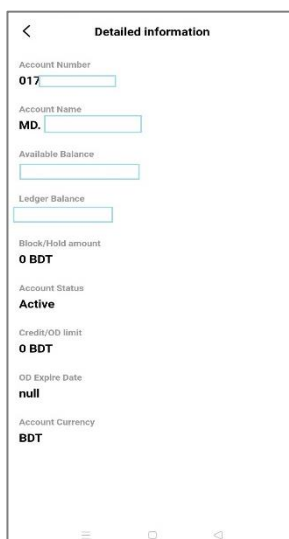 Detailed information
Account Number
017
Account Name
MD.
Available Balance
Ledger Balance
Block/Hold amount
0 BDT
Account Status
Active
Credit/OD limit
0 BDT
OD Expire Date
null
Account Currency
BDT